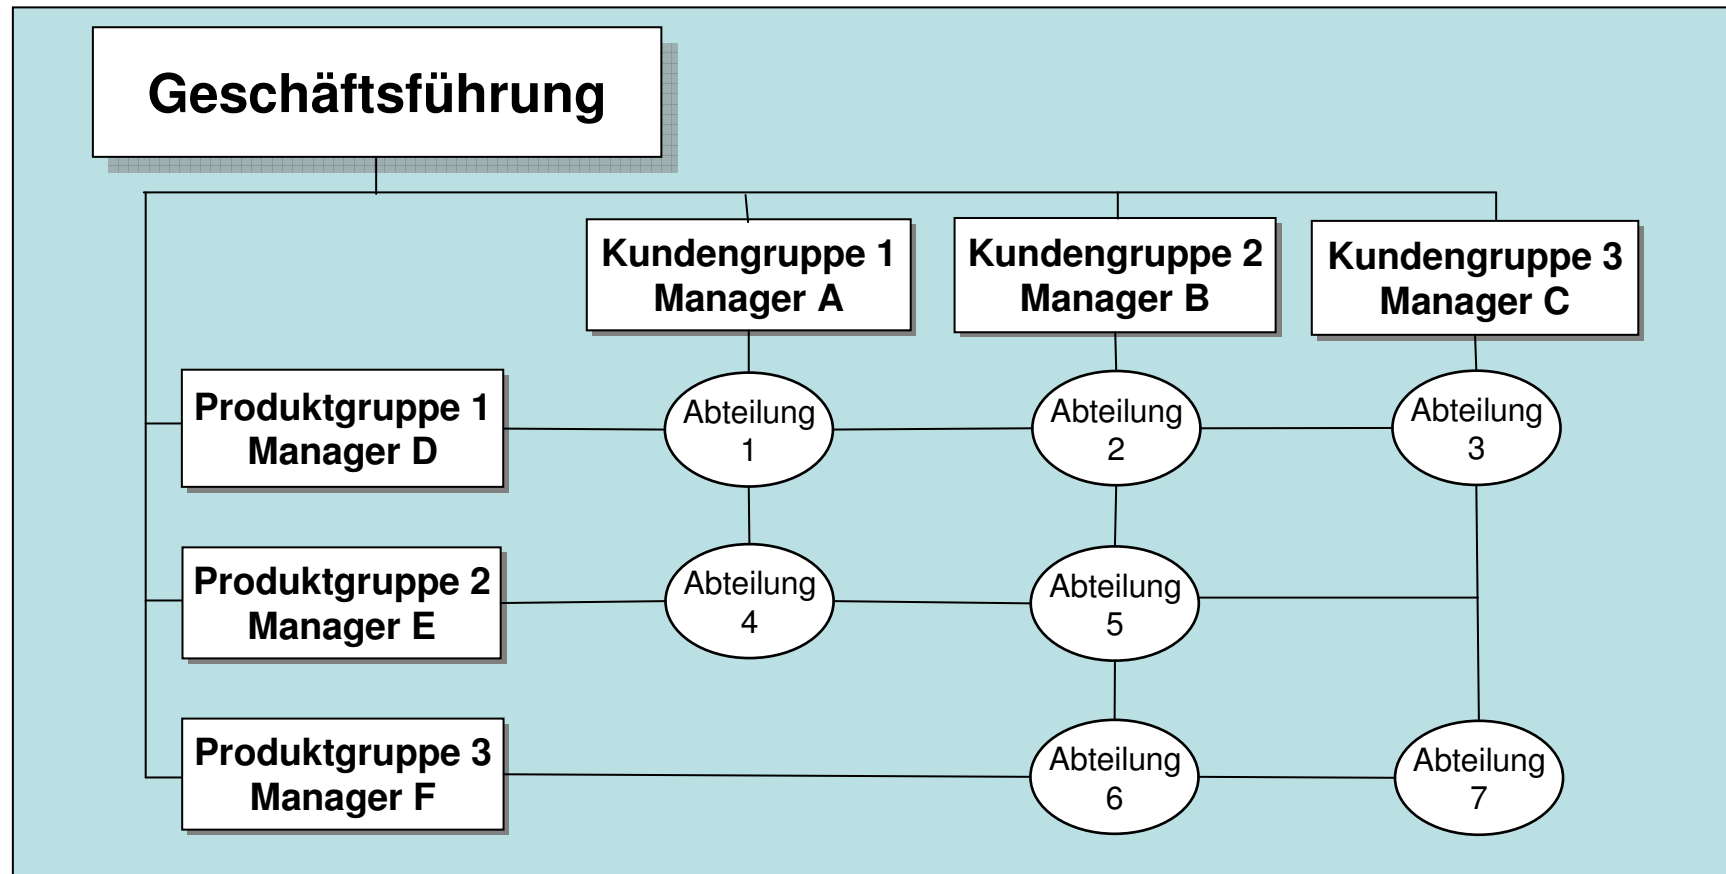 Geschäftsführung
Kundengruppe 1
Manager A
Kundengruppe 2
Manager B
Kundengruppe 3
Manager C
Produktgruppe 1
Manager D
Abteilung
1
Abteilung
2
Abteilung
3
Produktgruppe 2
Manager E
Abteilung
4
Abteilung
5
Produktgruppe 3
Manager F
Abteilung
6
Abteilung
7